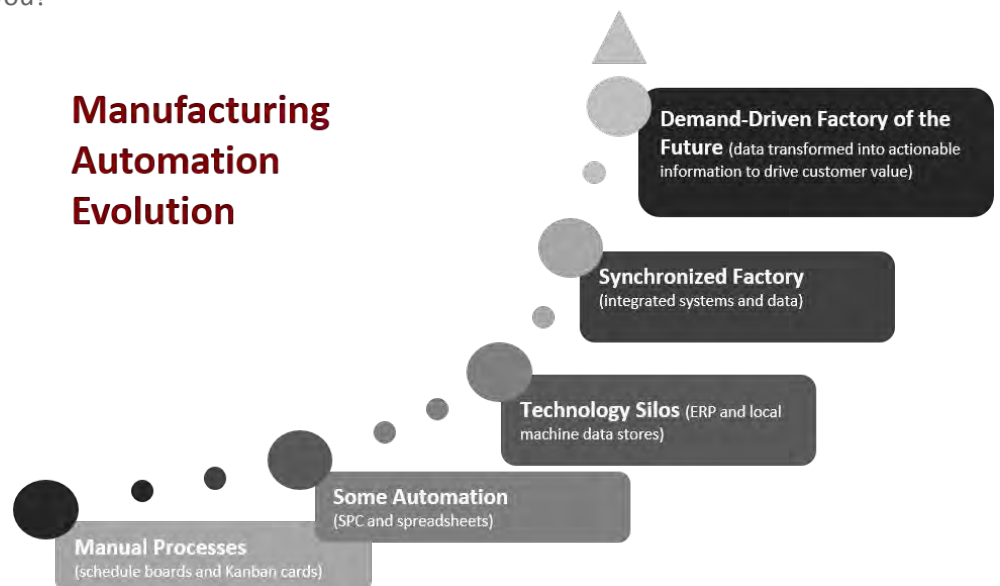 Manufacturing
Automation
Evolution
Demand-Driven Factory of the
Future (data transformed into actionable
information to drive customer value)
Synchronized Factory
(integrated systems and data)
Technology Silos (ERP and local
machine data stores)
Some Automation
(SPC and spreadsheets)
Manual Processes
(schedule boards and Kanban cards)